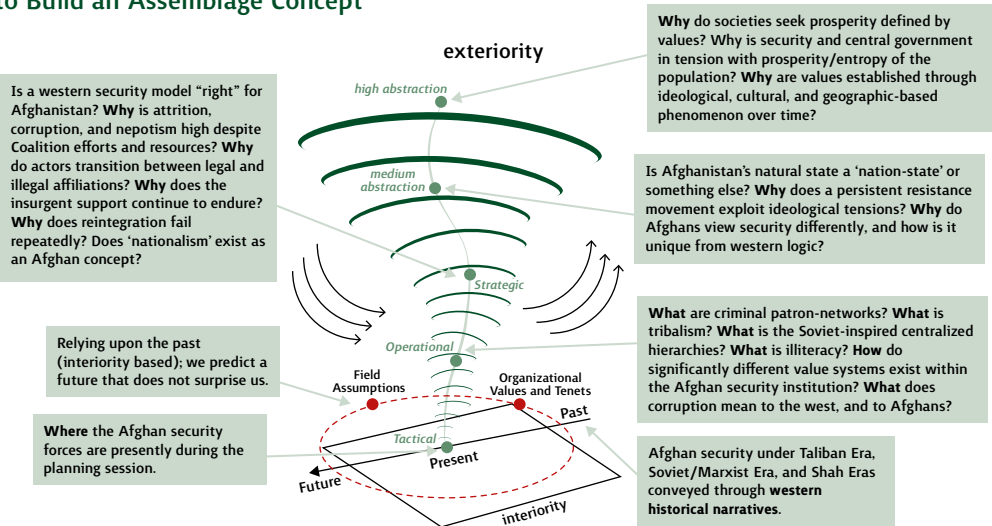 to Build an Assemblage Concept
exteriority
Why do societies seek prosperity defined by
values? Why is security and central government
in tension with prosperity/entropy of the
population? Why are values established through
ideological, cultural, and geographic-based
phenomenon over time?
high abstraction
Is a western security model “right” for
Afghanistan? Why is attrition,
corruption, and nepotism high despite
Coalition efforts and resources? Why
do actors transition between legal and
illegal affiliations? Why does the
insurgent support continue to endure?
Why does reintegration fail
repeatedly? Does ‘nationalism’ exist as
an Afghan concept?
medium
abstraction
Is Afghanistan’s natural state a ‘nation-state’ or
something else? Why does a persistent resistance
movement exploit ideological tensions? Why do
Afghans view security differently, and how is it
unique from western logic?
Strategic
What are criminal patron-networks? What is
tribalism? What is the Soviet-inspired centralized
hierarchies? What is illiteracy? How do
significantly different value systems exist within
the Afghan security institution? What does
corruption mean to the west, and to Afghans?
Operational
Relying upon the past
(interiority based); we predict a
future that does not surprise us.
Field
Assumptions
Organizational
Values and Tenets
Past
Where the Afghan security
forces are presently during the
planning session.
Tactical
Present
Future
interiority
Afghan security under Taliban Era,
Soviet/Marxist Era, and Shah Eras
conveyed through western
historical narratives.